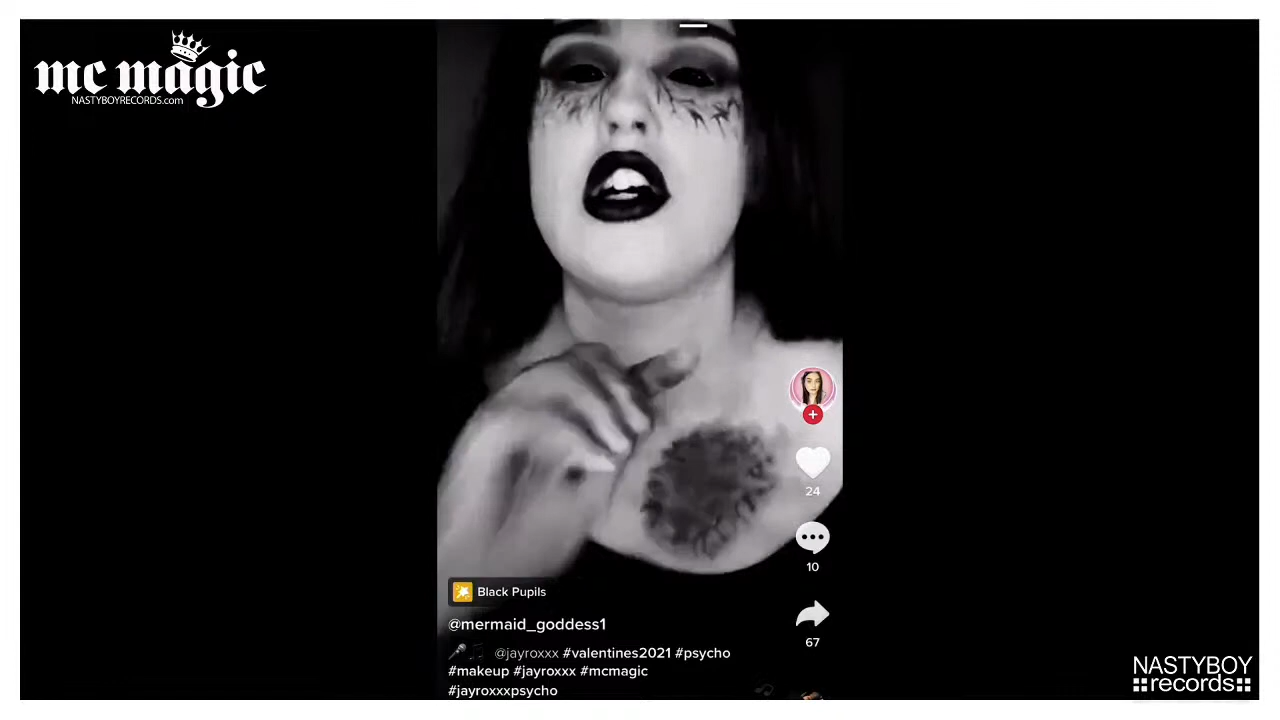 mc magic
NASTYBOYRECORDS.com
24
10
67
Black Pupils
@mermaid_goddess1
@jayroxxx #valentines2021 #psycho
#makeup #jayroxxx #mcmagic
#jayroxxxpsycho
NASTYBOY
records